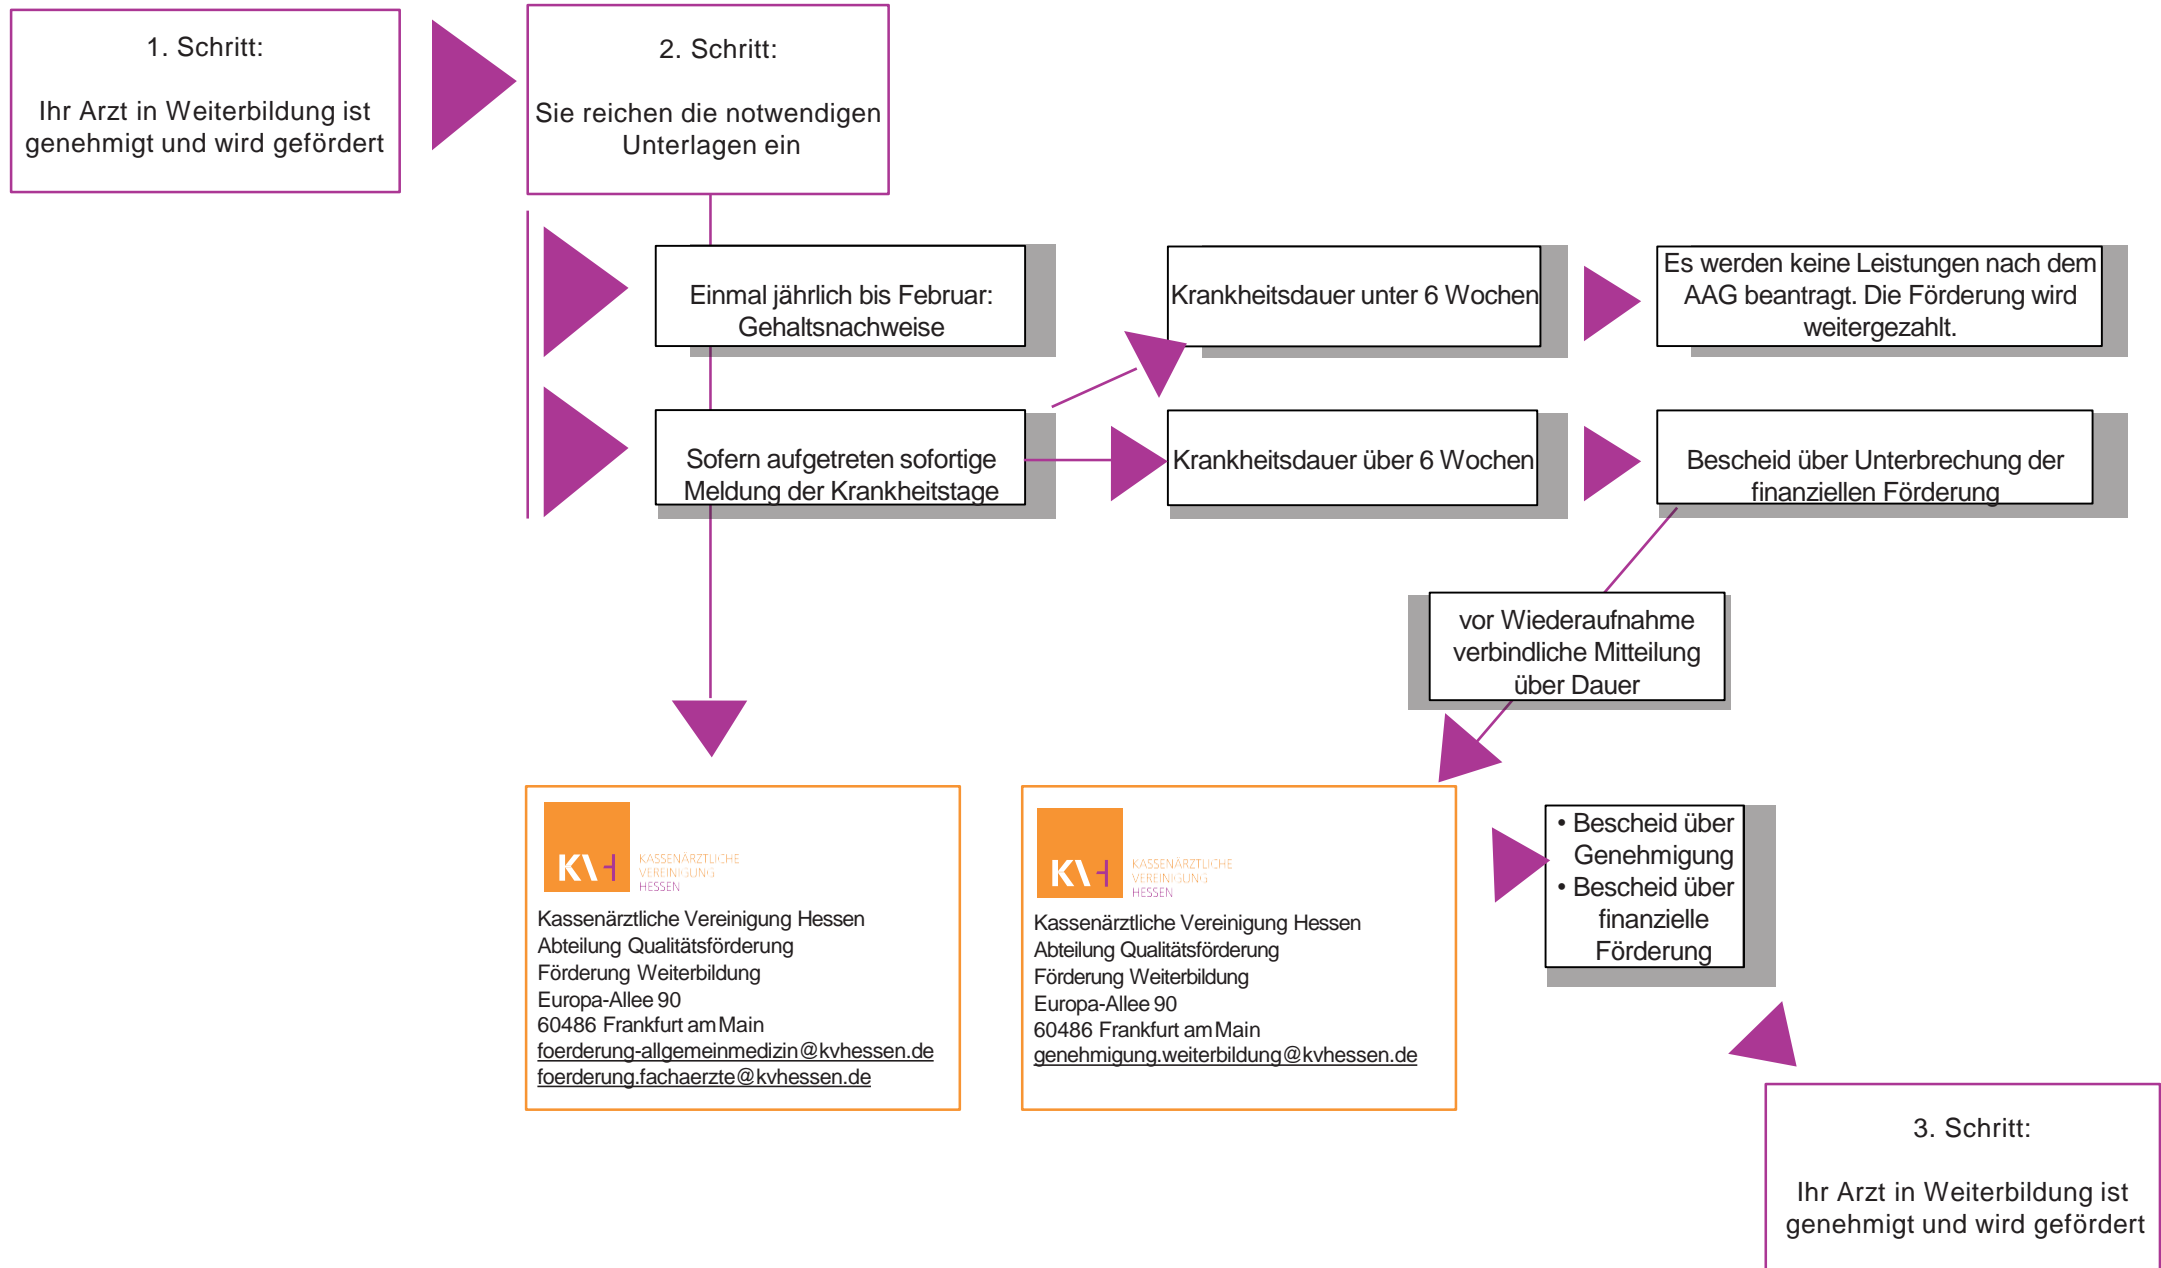 1. Schritt:
Ihr Arzt in Weiterbildung ist
genehmigt und wird gefördert
2. Schritt:
Sie reichen die notwendigen
Unterlagen ein
Einmal jährlich bis Februar:
Gehaltsnachweise
Krankheitsdauer unter 6 Wochen
Es werden keine Leistungen nach dem
AAG beantragt. Die Förderung wird
weitergezahlt.
Sofern aufgetreten sofortige
Meldung der Krankheitstage
Krankheitsdauer über 6 Wochen
Bescheid über Unterbrechung der
finanziellen Förderung
vor Wiederaufnahme
verbindliche Mitteilung
über Dauer
KVH
KASSENÄRZTLICHE
VEREINIGUNG
HESSEN
Kassenärztliche Vereinigung Hessen
Abteilung Qualitätsförderung
Förderung Weiterbildung
Europa-Allee 90
60486 Frankfurt am Main
foerderung-allgemeinmedizin@kvhessen.de
foerderung.fachaerzte@kvhessen.de
KVH
KASSENÄRZTLICHE
VEREINIGUNG
HESSEN
Kassenärztliche Vereinigung Hessen
Abteilung Qualitätsförderung
Förderung Weiterbildung
Europa-Allee 90
60486 Frankfurt am Main
genehmigung.weiterbildung@kvhessen.de
• Bescheid über
Genehmigung
• Bescheid über
finanzielle
Förderung
3. Schritt:
Ihr Arzt in Weiterbildung ist
genehmigt und wird gefördert